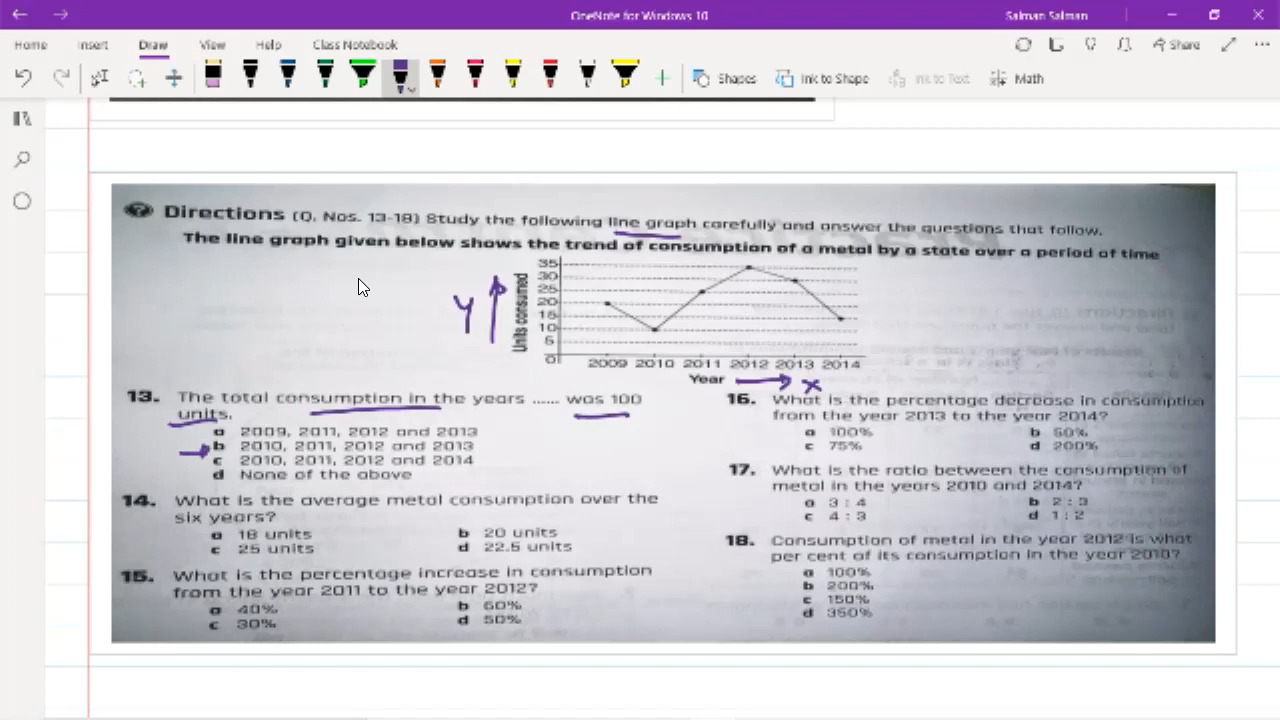 OneNote for Windows 10
Salman Salman
Home Insert Draw View Help Class Notebook
Share
Shapes Ink to Shape Ink to Text Math
Directions (Q. Nos. 13-18) Study the following line graph carefully and answer the questions that follow.
The line graph given below shows the trend of consumption of a metal by a state over a period of time
Y
Units consumed
35
30
25
20
15
10
5
0
2009 2010 2011 2012 2013 2014
Year
x
13. The total consumption in the years ...... was 100
units.
a 2009, 2011, 2012 and 2013
b 2010, 2011, 2012 and 2013
c 2010, 2011, 2012 and 2014
d None of the above
14. What is the average metal consumption over the
six years?
a 18 units b 20 units
c 25 units d 22.5 units
15. What is the percentage increase in consumption
from the year 2011 to the year 2012?
a 40% b 60%
c 30% d 50%
16. What is the percentage decrease in consumption
from the year 2013 to the year 2014?
a 100% b 50%
c 75% d 200%
17. What is the ratio between the consumption of
metal in the years 2010 and 2014?
a 3 : 4 b 2 : 3
c 4 : 3 d 1 : 2
18. Consumption of metal in the year 2012 is what
per cent of its consumption in the year 2010?
a 100%
b 200%
c 150%
d 350%